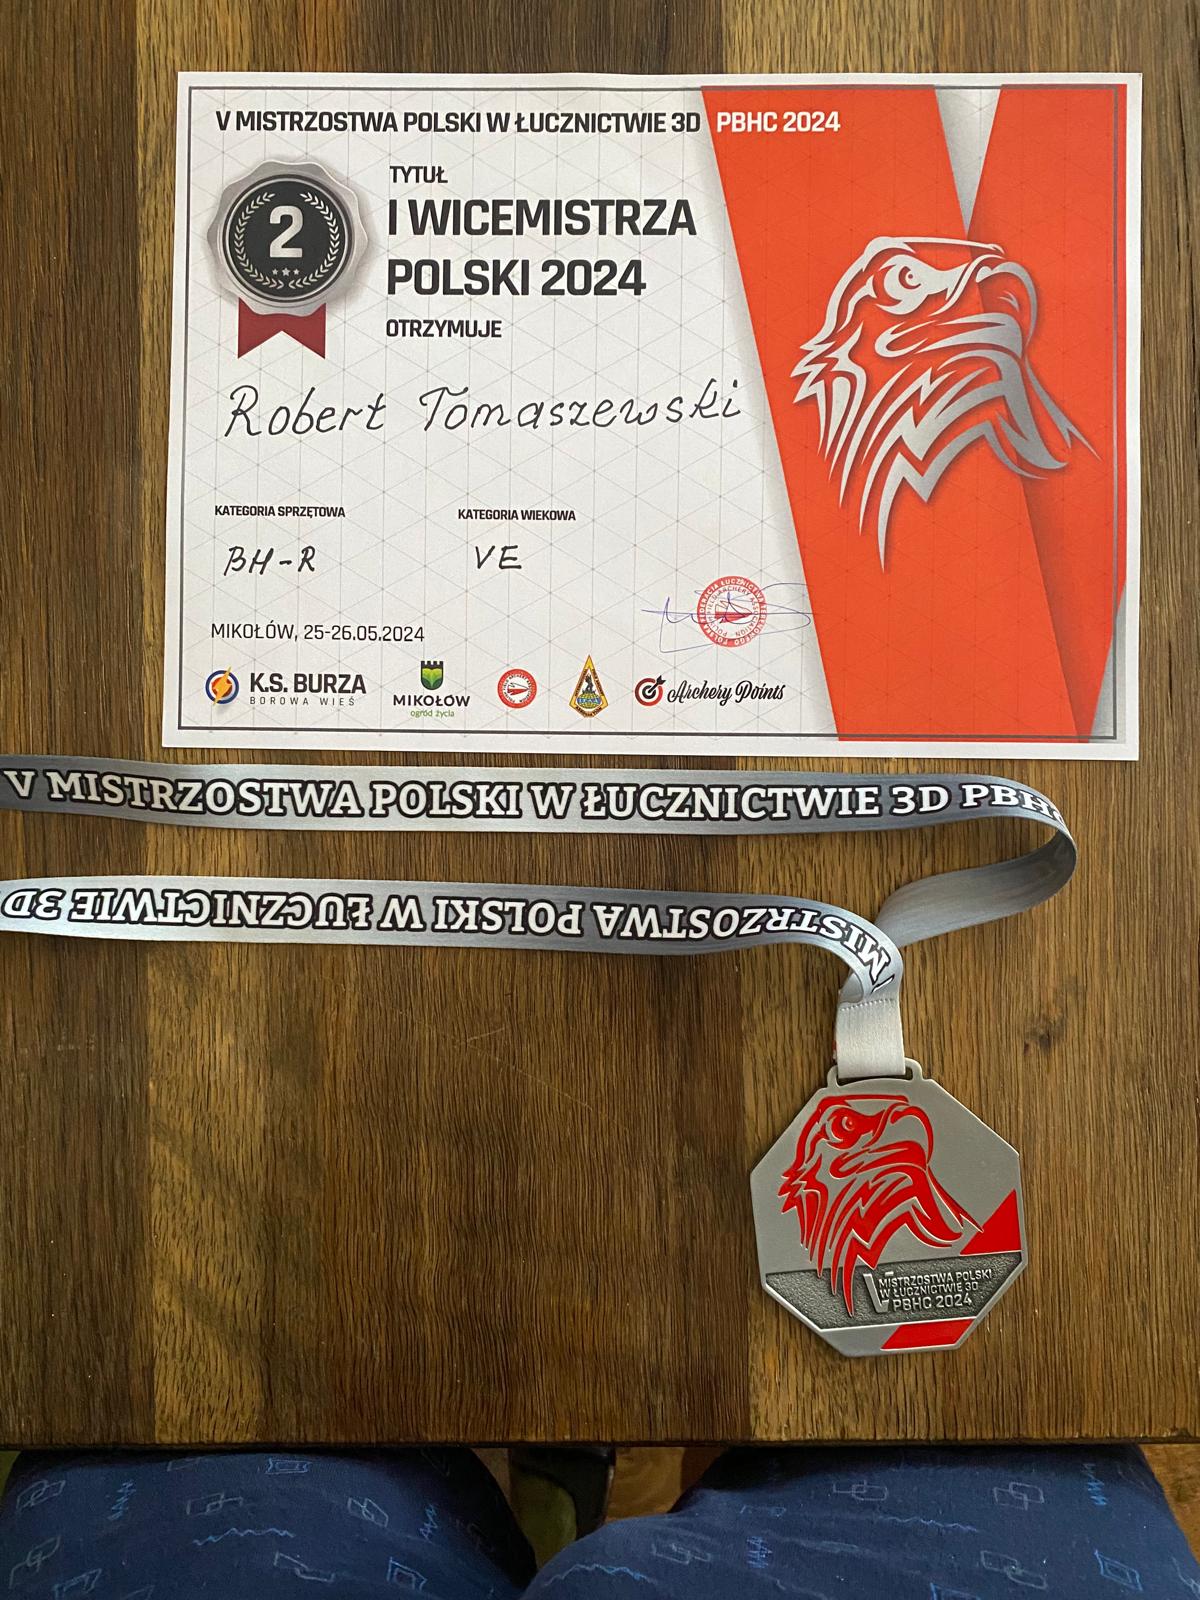 V MISTRZOSTWA POLSKI W ŁUCZNICTWIE 3D PBHC 2024
2
TYTUŁ
I WICEMISTRZA
POLSKI 2024
OTRZYMUJE
Robert Tomaszewski
KATEGORIA SPRZĘTOWA
KATEGORIA WIEKOWA
BH-R
VE
MIKOŁÓW, 25-26.05.2024
K.S. BURZA
BOROWA WIEŚ
MIKOŁÓW
ogród życia
Archery Points
V MISTRZOSTWA POLSKI W ŁUCZNICTWIE 3D PBHC
MISTRZOSTWA POLSKI W ŁUCZNICTWIE 3D
V MISTRZOSTWA POLSKI
W ŁUCZNICTWIE 3D
PBHC 2024